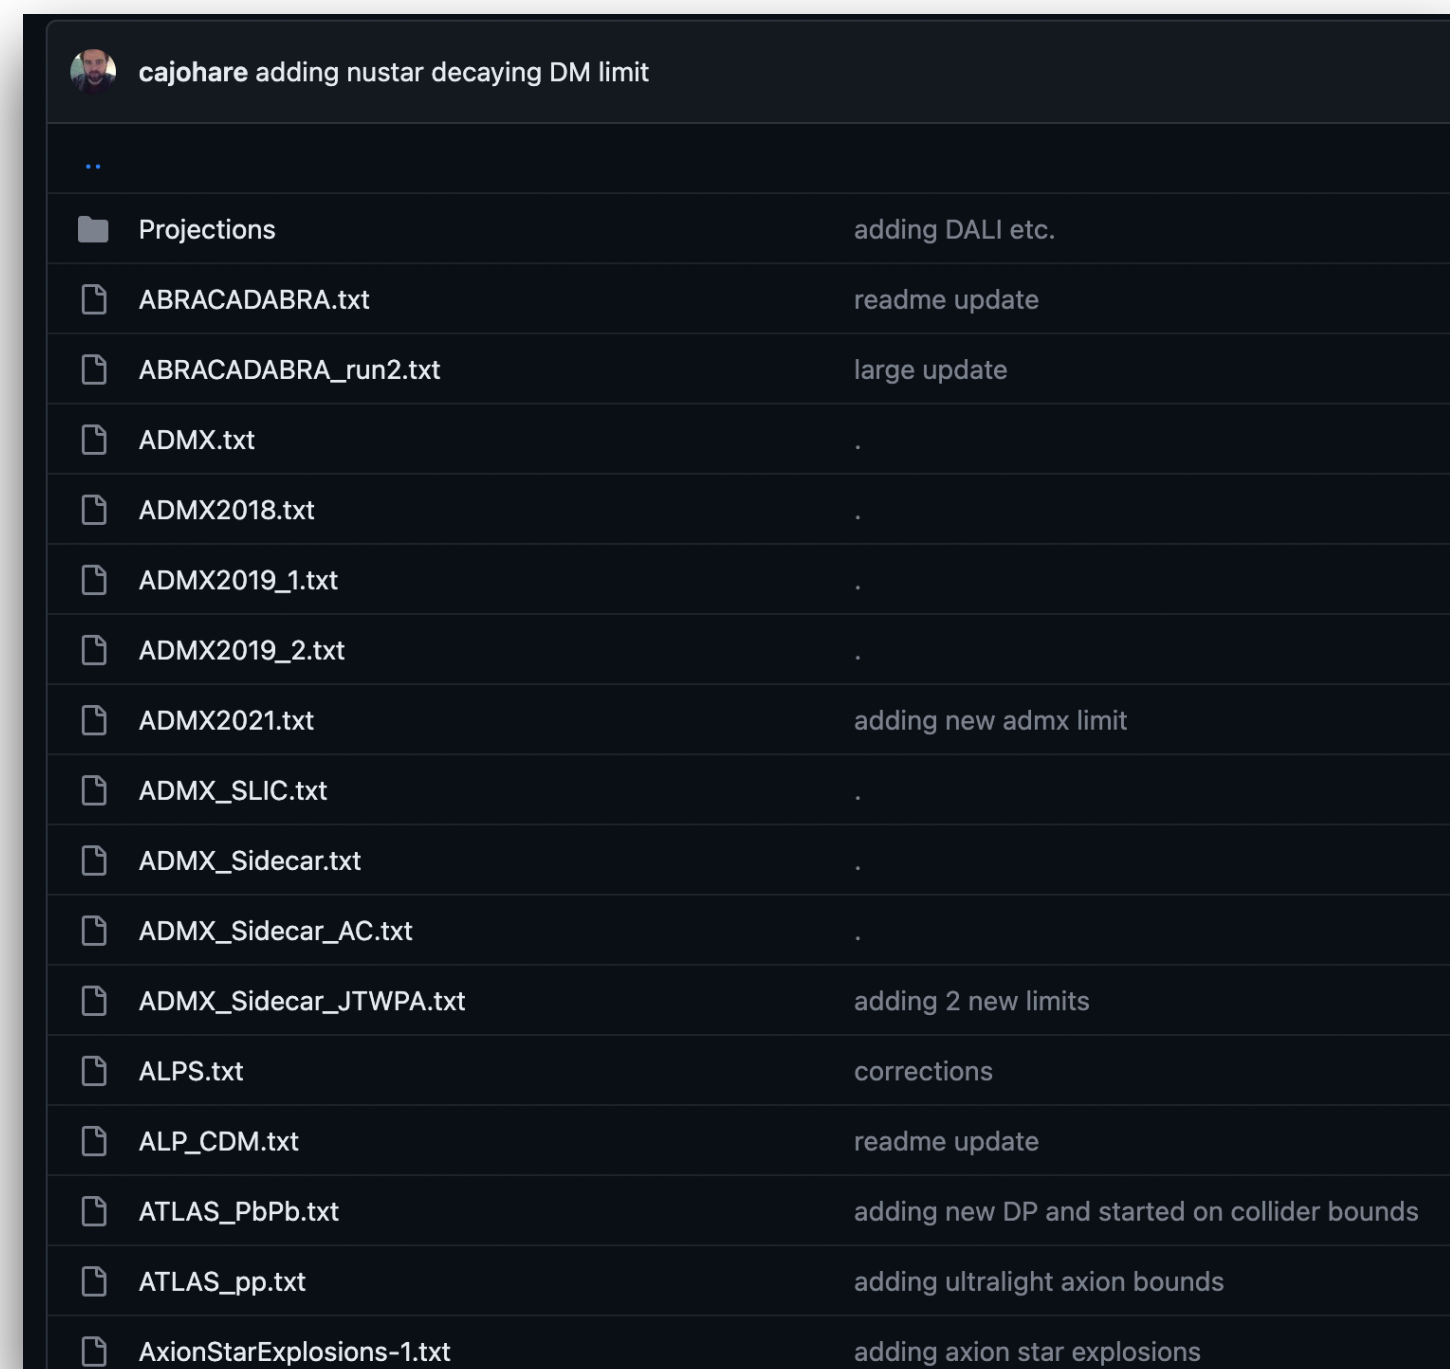 cajohare adding nustar decaying DM limit
..
Projections adding DALI etc.
ABRACADABRA.txt readme update
ABRACADABRA_run2.txt large update
ADMX.txt .
ADMX2018.txt .
ADMX2019_1.txt .
ADMX2019_2.txt .
ADMX2021.txt adding new admx limit
ADMX_SLIC.txt .
ADMX_Sidecar.txt .
ADMX_Sidecar_AC.txt .
ADMX_Sidecar_JTWPA.txt adding 2 new limits
ALPS.txt corrections
ALP_CDM.txt readme update
ATLAS_PbPb.txt adding new DP and started on collider bounds
ATLAS_pp.txt adding ultralight axion bounds
AxionStarExplosions-1.txt adding axion star explosions